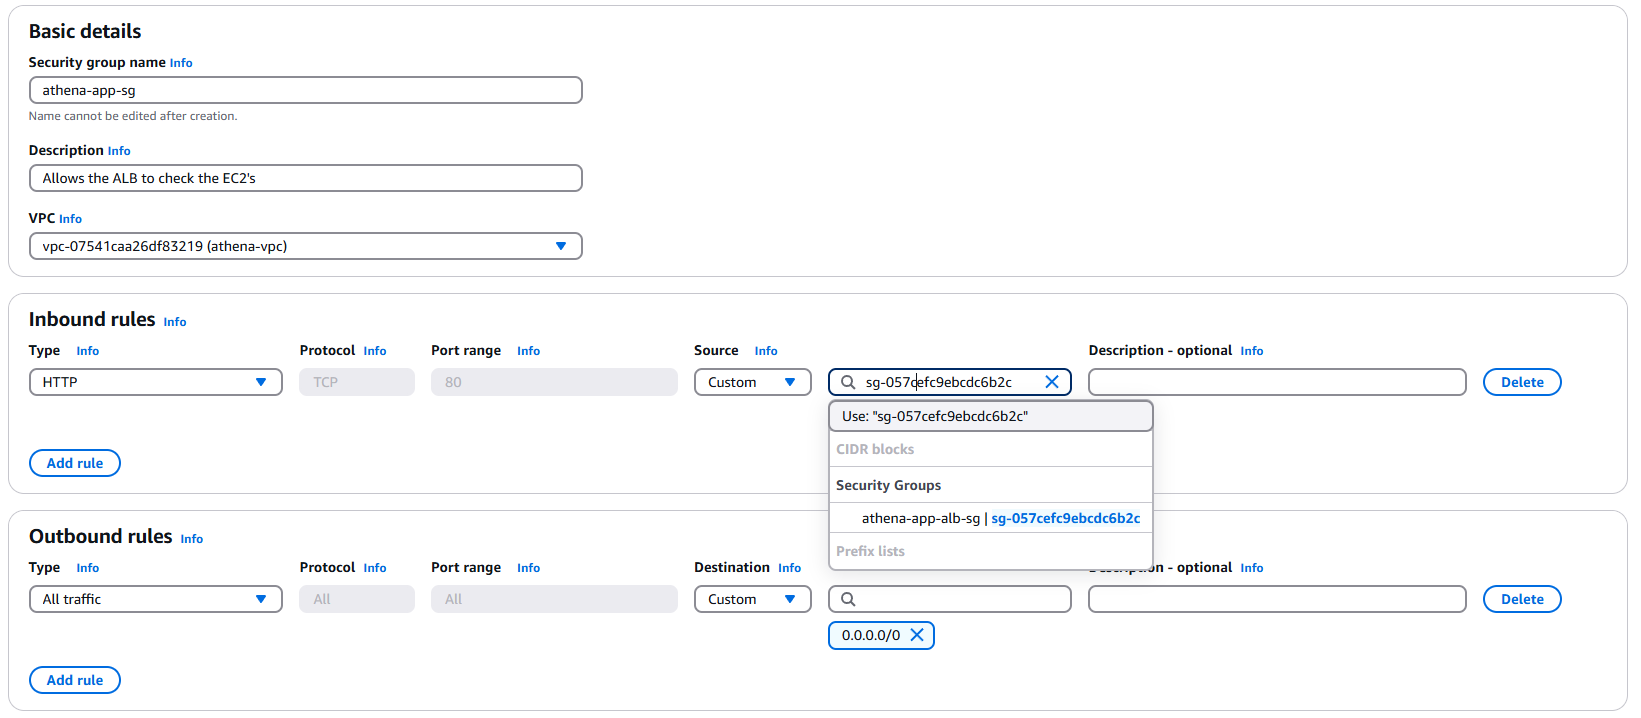 Basic details
Security group name Info
athena-app-sg
Name cannot be edited after creation.
Description Info
Allows the ALB to check the EC2's
VPC Info
vpc-07541caa26df83219 (athena-vpc)
Inbound rules Info
Type Info Protocol Info Port range Info Source Info Description - optional Info
HTTP TCP 80 Custom sg-057cefc9ebcdc6b2c Delete
Use: "sg-057cefc9ebcdc6b2c"
CIDR blocks
Add rule
Security Groups
athena-app-alb-sg | sg-057cefc9ebcdc6b2c
Prefix lists
Outbound rules Info
Type Info Protocol Info Port range Info Destination Info Description - optional Info
All traffic All All Custom Delete
0.0.0.0/0
Add rule